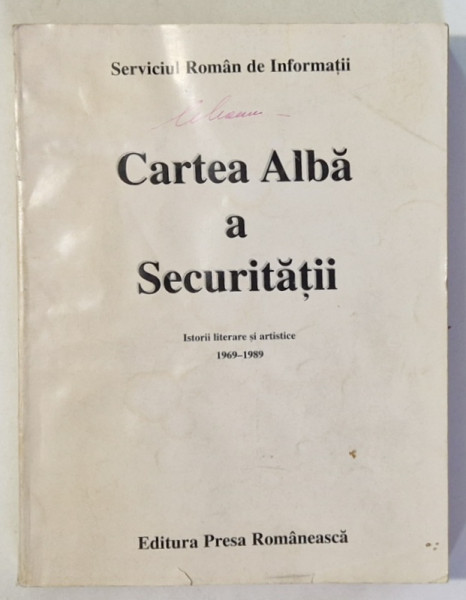 Serviciul Român de Informații
Cartea Albă
a
Securității
Istorii literare și artistice
1969–1989
Editura Presa Românească